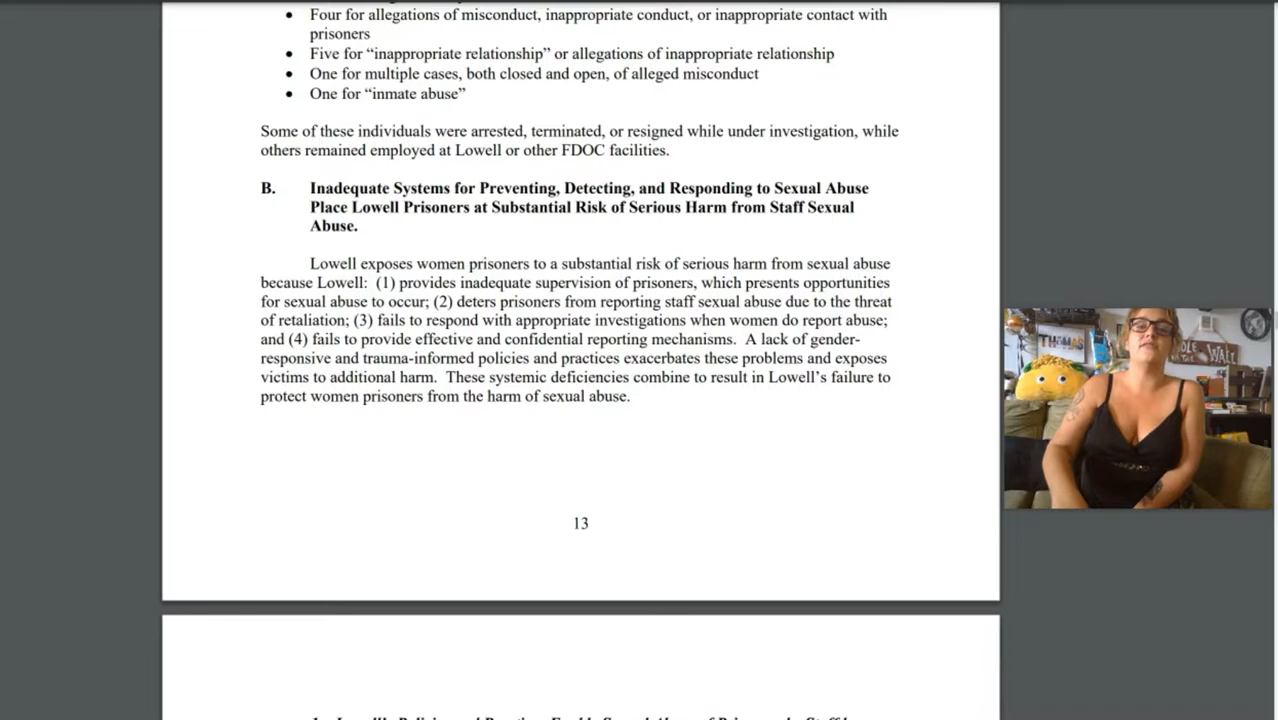 • Four for allegations of misconduct, inappropriate conduct, or inappropriate contact with
prisoners
• Five for “inappropriate relationship” or allegations of inappropriate relationship
• One for multiple cases, both closed and open, of alleged misconduct
• One for “inmate abuse”
Some of these individuals were arrested, terminated, or resigned while under investigation, while
others remained employed at Lowell or other FDOC facilities.
B. Inadequate Systems for Preventing, Detecting, and Responding to Sexual Abuse
Place Lowell Prisoners at Substantial Risk of Serious Harm from Staff Sexual
Abuse.
Lowell exposes women prisoners to a substantial risk of serious harm from sexual abuse
because Lowell: (1) provides inadequate supervision of prisoners, which presents opportunities
for sexual abuse to occur; (2) deters prisoners from reporting staff sexual abuse due to the threat
of retaliation; (3) fails to respond with appropriate investigations when women do report abuse;
and (4) fails to provide effective and confidential reporting mechanisms. A lack of gender-
responsive and trauma-informed policies and practices exacerbates these problems and exposes
victims to additional harm. These systemic deficiencies combine to result in Lowell’s failure to
protect women prisoners from the harm of sexual abuse.
13
THOMAS
WALL